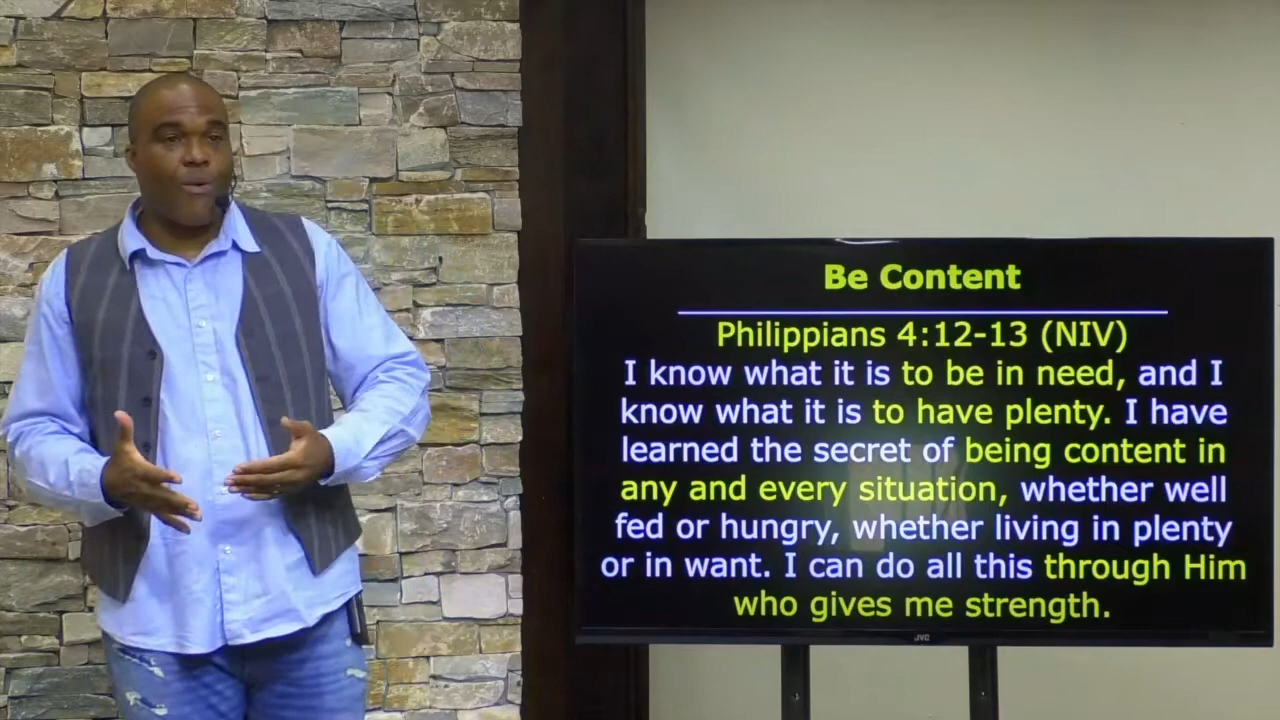 Be Content
Philippians 4:12-13 (NIV)
I know what it is to be in need, and I
know what it is to have plenty. I have
learned the secret of being content in
any and every situation, whether well
fed or hungry, whether living in plenty
or in want. I can do all this through Him
who gives me strength.
JVC